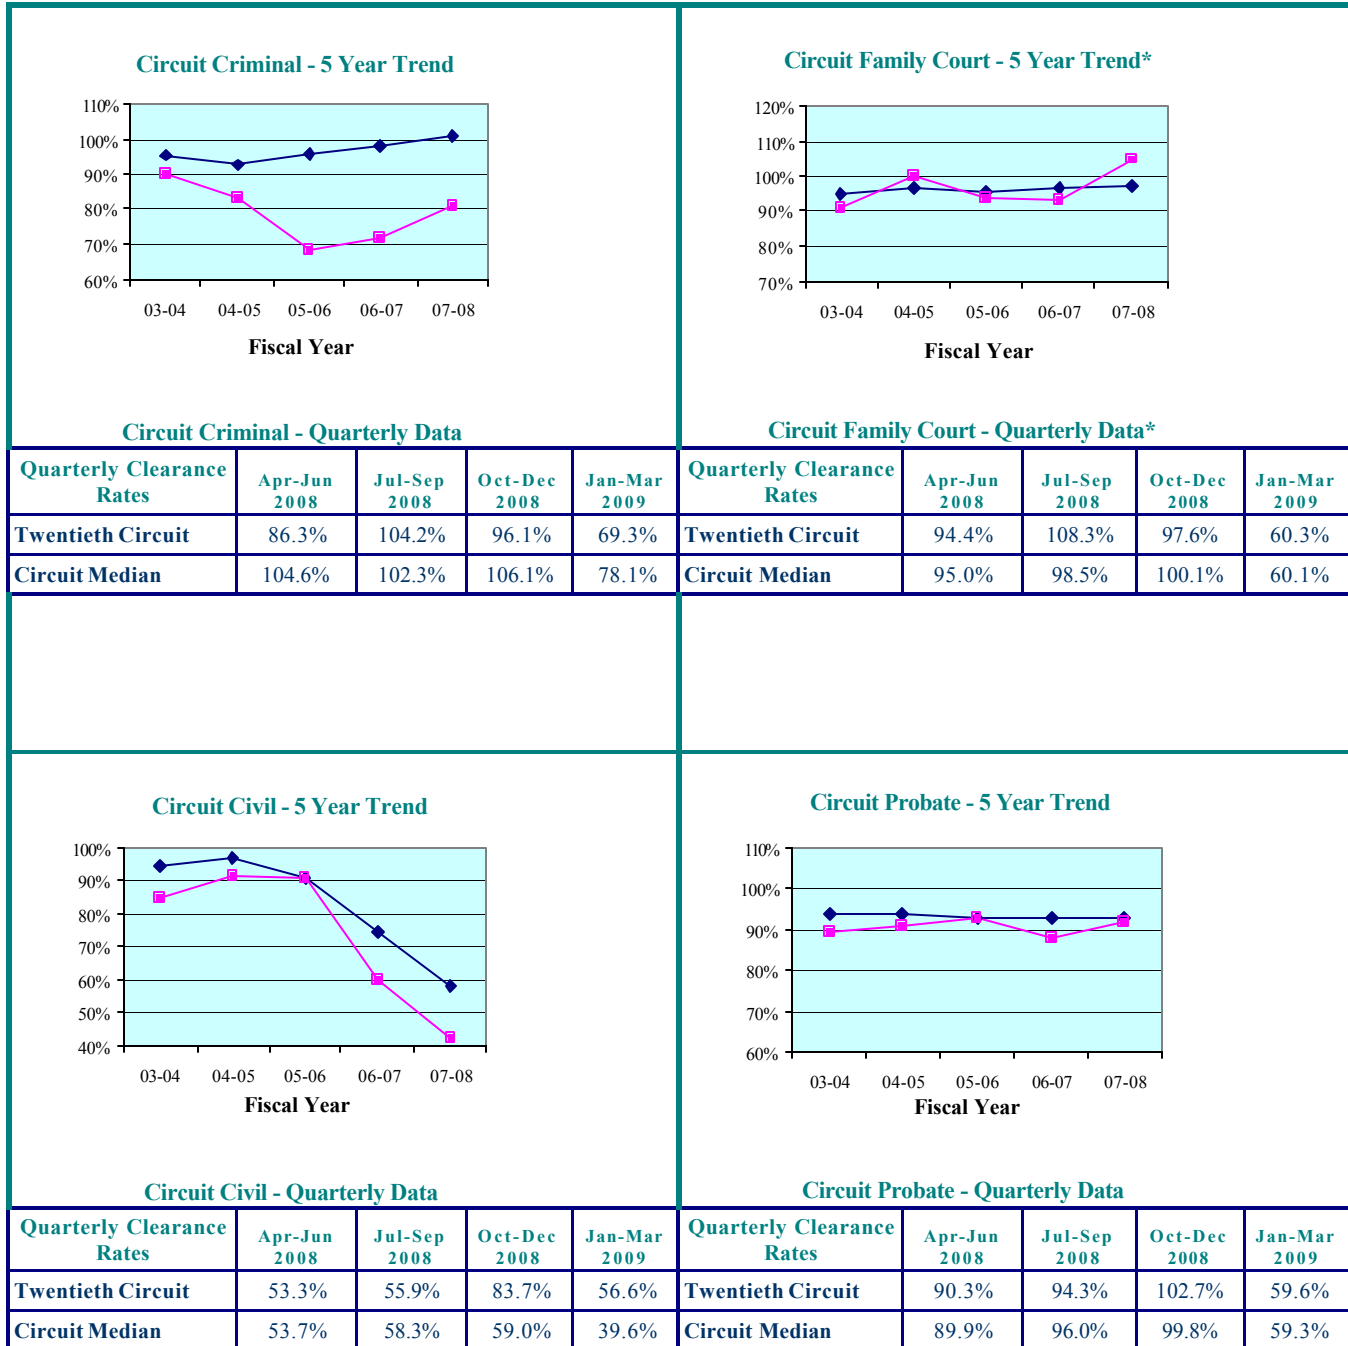 Circuit Criminal - 5 Year Trend
110%
100%
90%
80%
70%
60%
03-04 04-05 05-06 06-07 07-08
Fiscal Year
Circuit Criminal - Quarterly Data
Quarterly Clearance Rates Apr-Jun 2008 Jul-Sep 2008 Oct-Dec 2008 Jan-Mar 2009
Twentieth Circuit 86.3% 104.2% 96.1% 69.3%
Circuit Median 104.6% 102.3% 106.1% 78.1%
Circuit Family Court - 5 Year Trend*
120%
110%
100%
90%
80%
70%
03-04 04-05 05-06 06-07 07-08
Fiscal Year
Circuit Family Court - Quarterly Data*
Quarterly Clearance Rates Apr-Jun 2008 Jul-Sep 2008 Oct-Dec 2008 Jan-Mar 2009
Twentieth Circuit 94.4% 108.3% 97.6% 60.3%
Circuit Median 95.0% 98.5% 100.1% 60.1%
Circuit Civil - 5 Year Trend
100%
90%
80%
70%
60%
50%
40%
03-04 04-05 05-06 06-07 07-08
Fiscal Year
Circuit Civil - Quarterly Data
Quarterly Clearance Rates Apr-Jun 2008 Jul-Sep 2008 Oct-Dec 2008 Jan-Mar 2009
Twentieth Circuit 53.3% 55.9% 83.7% 56.6%
Circuit Median 53.7% 58.3% 59.0% 39.6%
Circuit Probate - 5 Year Trend
110%
100%
90%
80%
70%
60%
03-04 04-05 05-06 06-07 07-08
Fiscal Year
Circuit Probate - Quarterly Data
Quarterly Clearance Rates Apr-Jun 2008 Jul-Sep 2008 Oct-Dec 2008 Jan-Mar 2009
Twentieth Circuit 90.3% 94.3% 102.7% 59.6%
Circuit Median 89.9% 96.0% 99.8% 59.3%